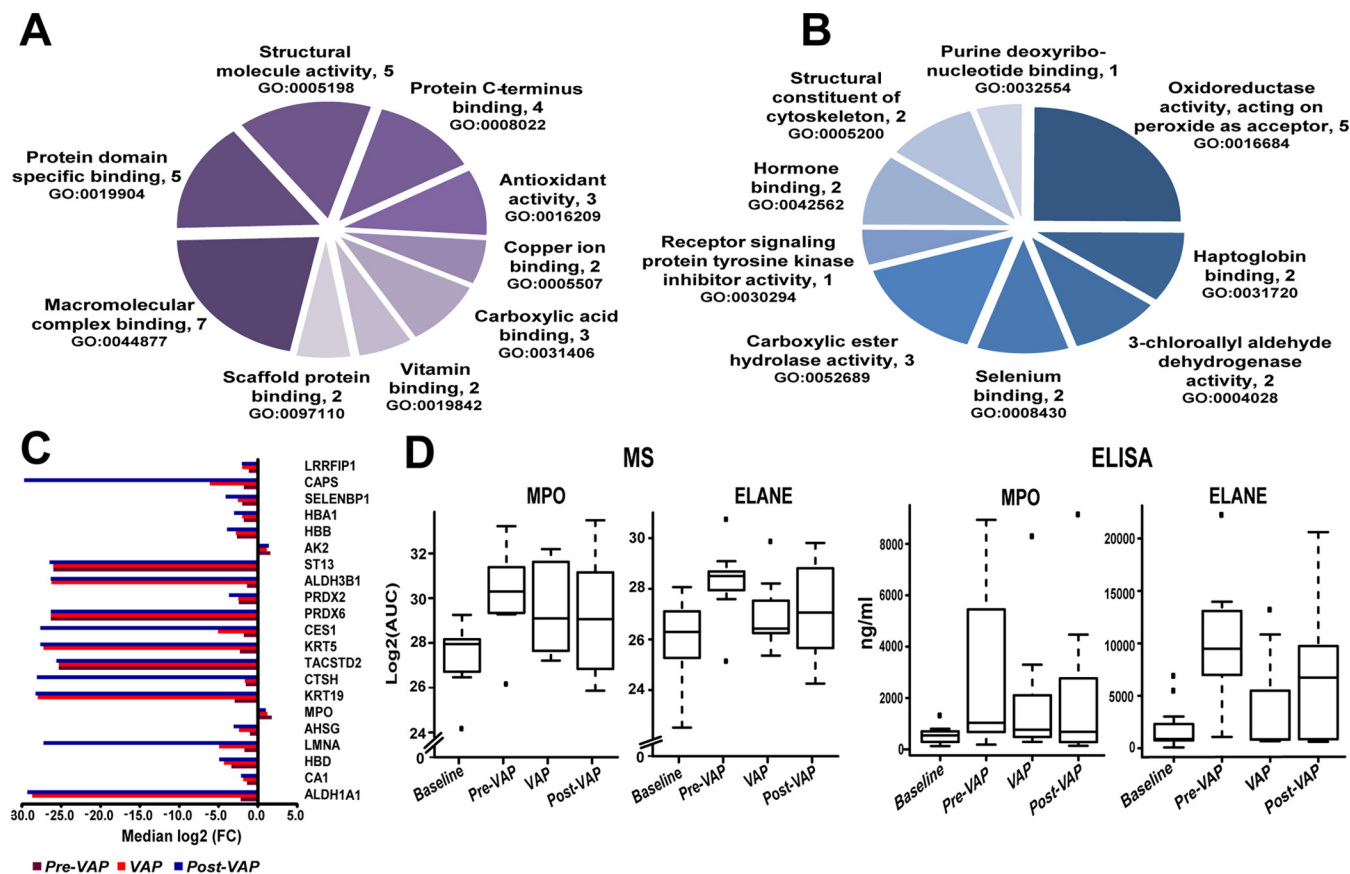 A
Structural
molecule activity, 5
GO:0005198
Protein C-terminus
binding, 4
GO:0008022
Antioxidant
activity, 3
GO:0016209
Copper ion
binding, 2
GO:0005507
Carboxylic acid
binding, 3
GO:0031406
Vitamin
binding, 2
GO:0019842
Scaffold protein
binding, 2
GO:0097110
Macromolecular
complex binding, 7
GO:0044877
Protein domain
specific binding, 5
GO:0019904
B
Purine deoxyribo-
nucleotide binding, 1
GO:0032554
Oxidoreductase
activity, acting on
peroxide as acceptor, 5
GO:0016684
Haptoglobin
binding, 2
GO:0031720
3-chloroallyl aldehyde
dehydrogenase
activity, 2
GO:0004028
Selenium
binding, 2
GO:0008430
Carboxylic ester
hydrolase activity, 3
GO:0052689
Receptor signaling
protein tyrosine kinase
inhibitor activity, 1
GO:0030294
Hormone
binding, 2
GO:0042562
Structural
constituent of
cytoskeleton, 2
GO:0005200
C
LRRFIP1
CAPS
SELENBP1
HBA1
HBB
AK2
ST13
ALDH3B1
PRDX2
PRDX6
CES1
KRT5
TACSTD2
CTSH
KRT19
MPO
AHSG
LMNA
HBD
CA1
ALDH1A1
-30.0 -25.0 -20.0 -15.0 -10.0 -5.0 0.0 5.0
Median log2 (FC)
Pre-VAP VAP Post-VAP
D
MS
MPO
Log2(AUC)
32
30
28
26
24
0
Baseline Pre-VAP VAP Post-VAP
ELANE
30
28
26
24
0
Baseline Pre-VAP VAP Post-VAP
ELISA
MPO
ng/ml
8000
6000
4000
2000
0
Baseline Pre-VAP VAP Post-VAP
ELANE
20000
15000
10000
5000
0
Baseline Pre-VAP VAP Post-VAP